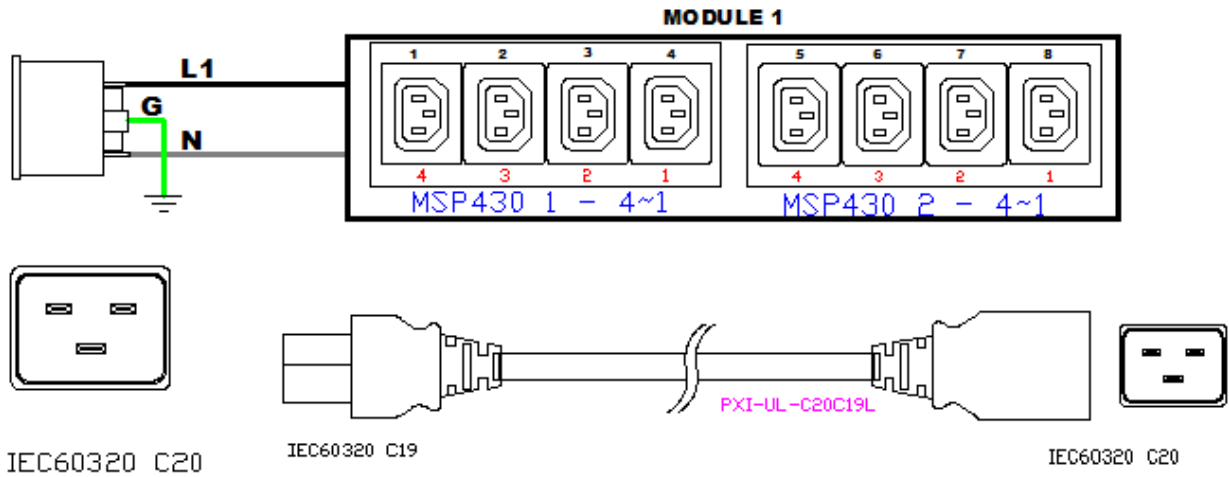 MODULE 1
L1
G
N
1 2 3 4 5 6 7 8
4 3 2 1 4 3 2 1
MSP430 1 - 4~1 MSP430 2 - 4~1
PXI-UL-C20C19L
IEC60320 C20
IEC60320 C19
IEC60320 C20